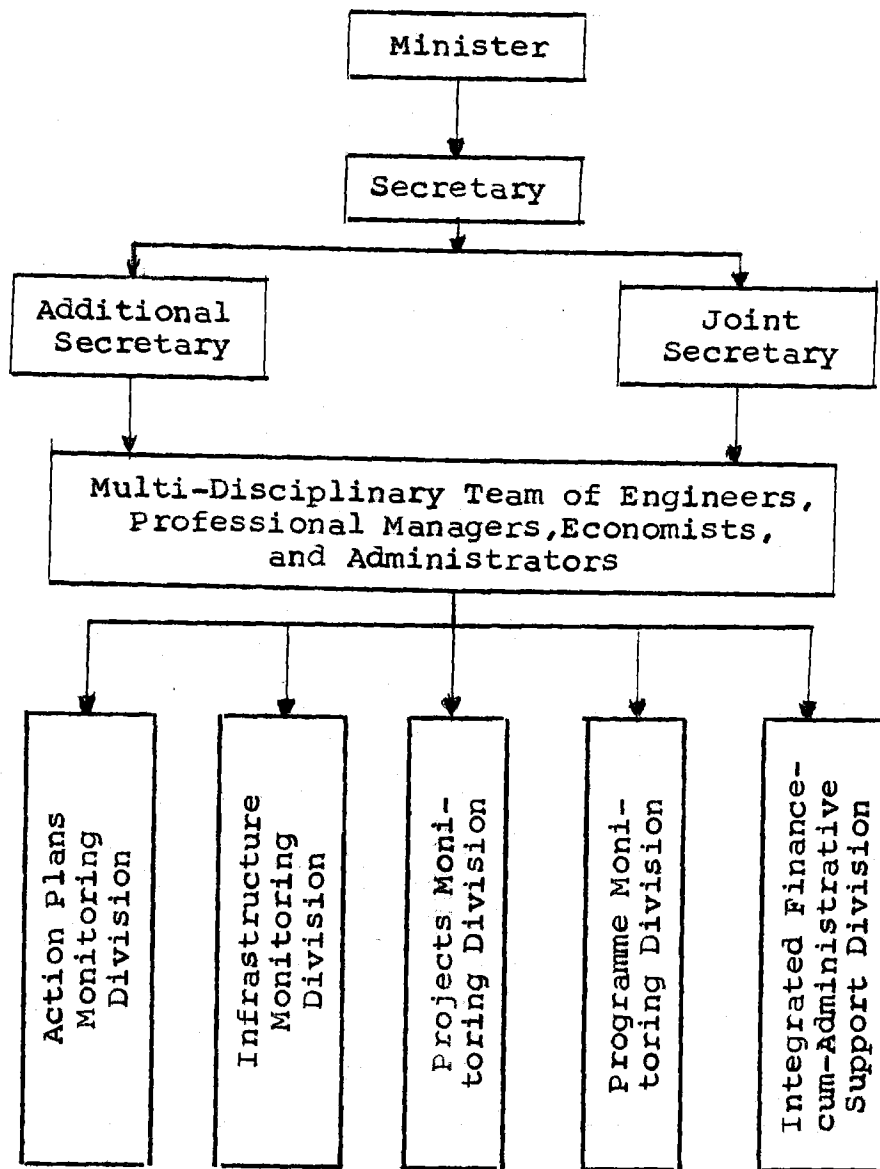 Minister
Secretary
Additional
Secretary
Joint
Secretary
Multi-Disciplinary Team of Engineers,
Professional Managers,Economists,
and Administrators
Action Plans
Monitoring
Division
Infrastructure
Monitoring
Division
Projects Moni-
toring Division
Programme Moni-
toring Division
Integrated Finance-
cum-Administrative
Support Division